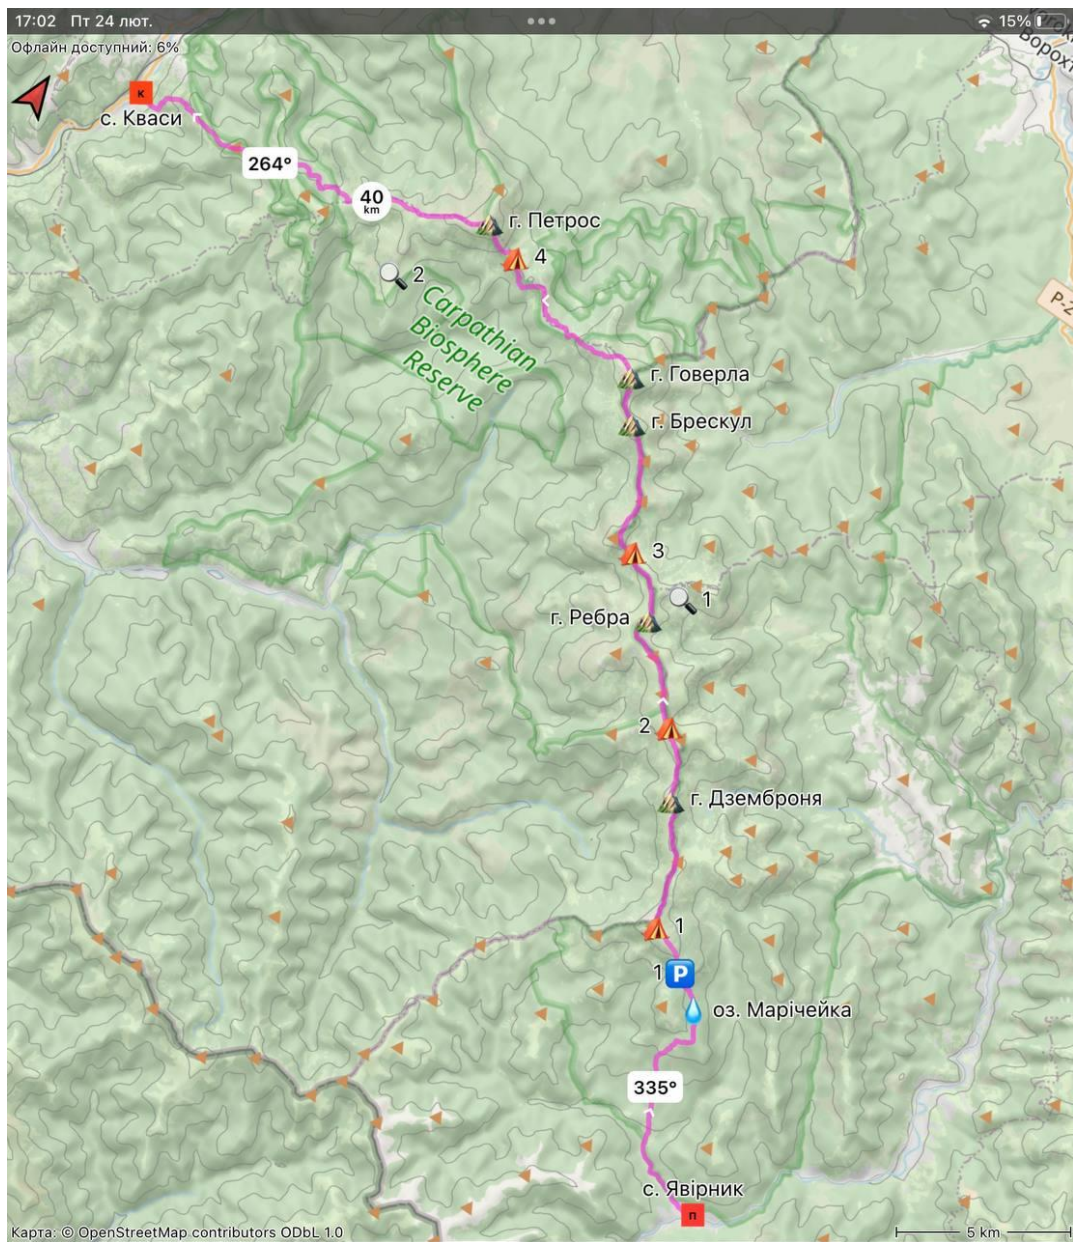 17:02 Пт 24 лют.
15%
Офлайн доступний: 6%
Ворохт
к
с. Кваси
264°
40
km
г. Петрос
4
2
Carpathian
Biosphere
Reserve
P-2
г. Говерла
г. Брескул
3
1
г. Ребра
2
г. Дземброня
1
1 P
оз. Марічейка
335°
с. Явірник
п
Карта: © OpenStreetMap contributors ODbL 1.0
5 km